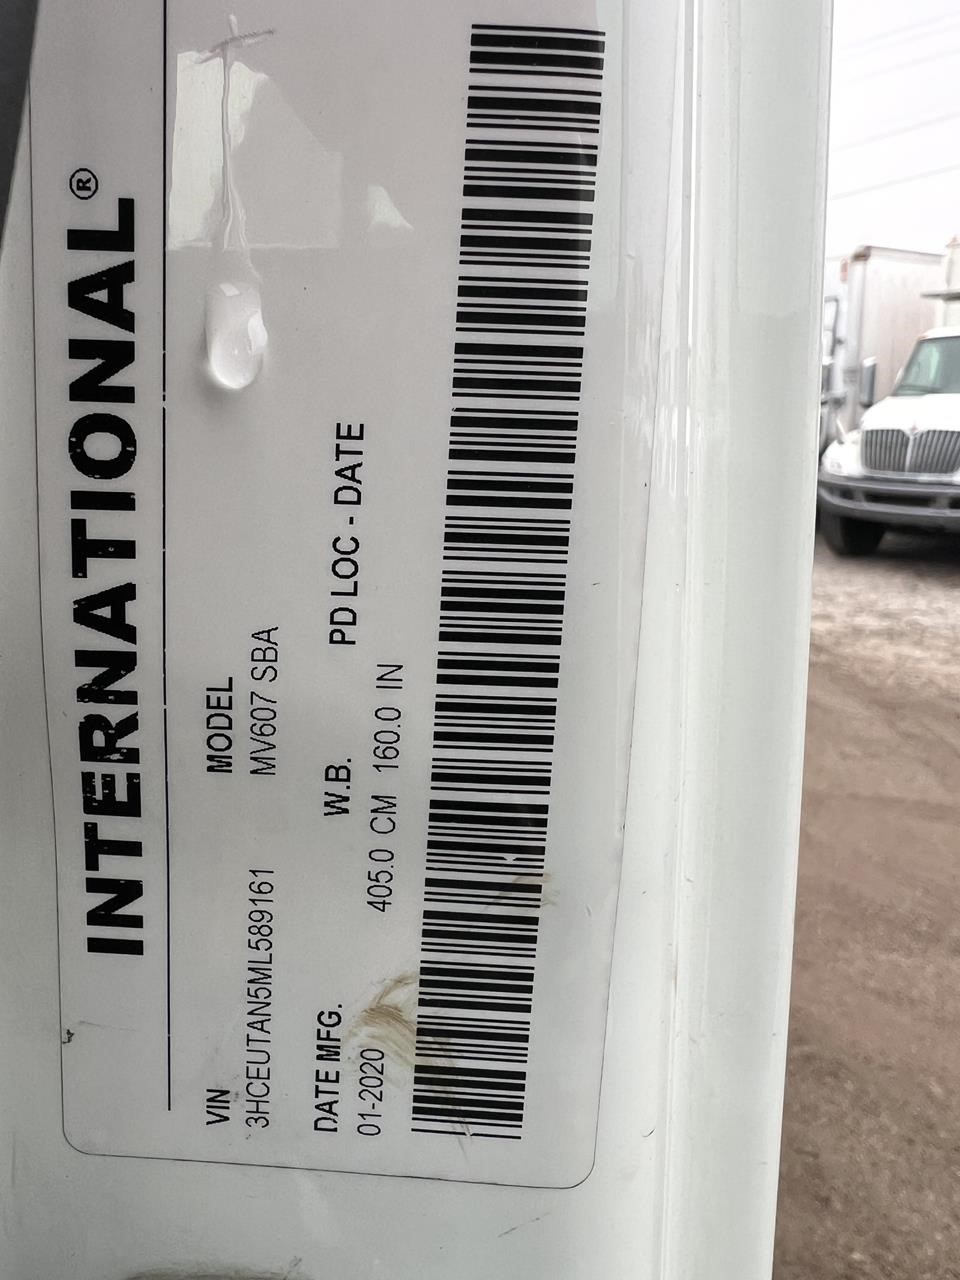 INTERNATIONAL®
VIN MODEL
3HCEUTAN5ML589161 MV607 SBA
DATE MFG. W.B. PD LOC - DATE
01-2020 405.0 CM 160.0 IN